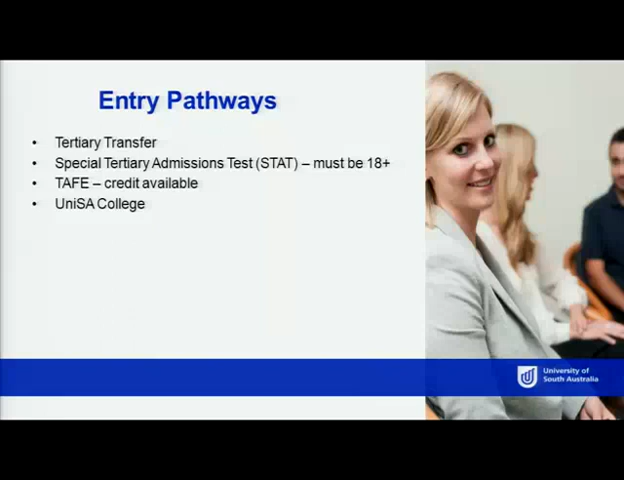 Entry Pathways
• Tertiary Transfer
• Special Tertiary Admissions Test (STAT) – must be 18+
• TAFE – credit available
• UniSA College
University of
South Australia